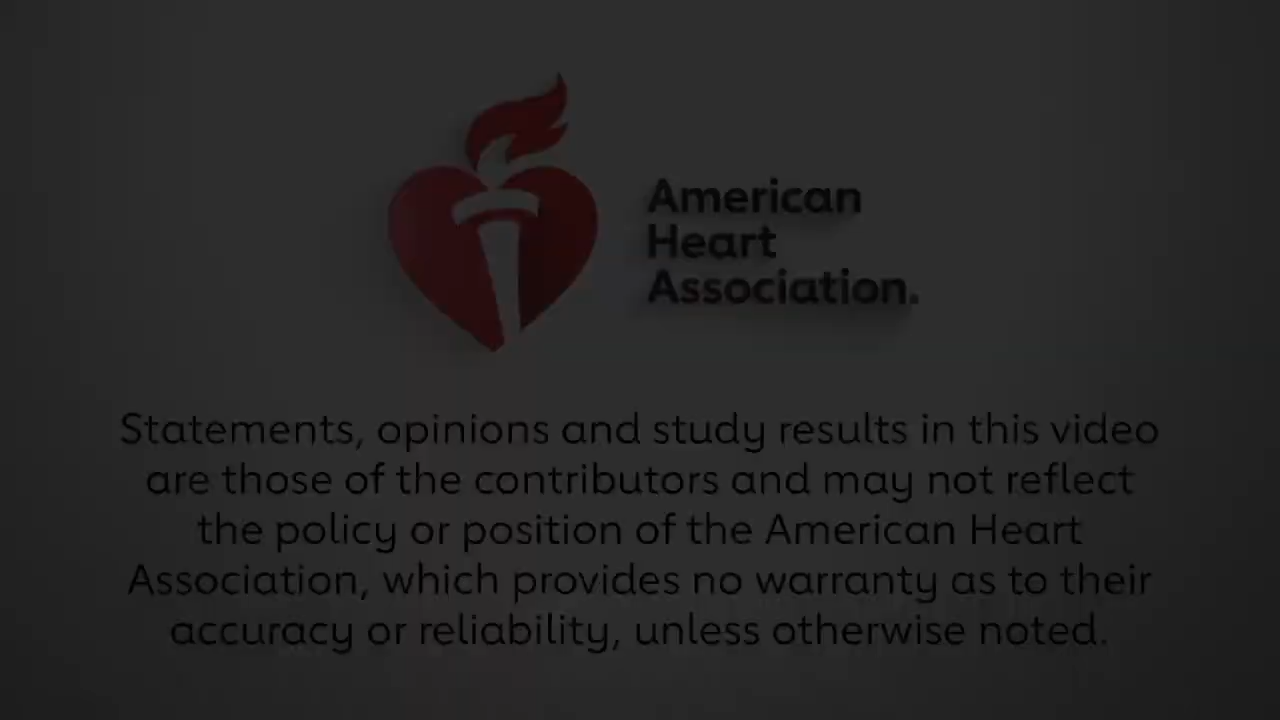 American
Heart
Association.
Statements, opinions and study results in this video
are those of the contributors and may not reflect
the policy or position of the American Heart
Association, which provides no warranty as to their
accuracy or reliability, unless otherwise noted.